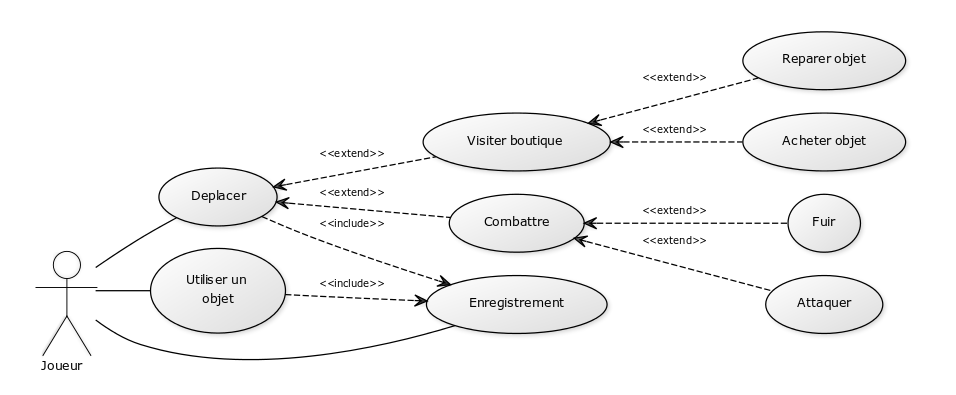 Reparer objet
<<extend>>
Visiter boutique
<<extend>>
Acheter objet
<<extend>>
Deplacer
<<extend>>
Combattre
<<extend>>
Fuir
<<include>>
<<extend>>
Utiliser un
objet
<<include>>
Enregistrement
Attaquer
Joueur